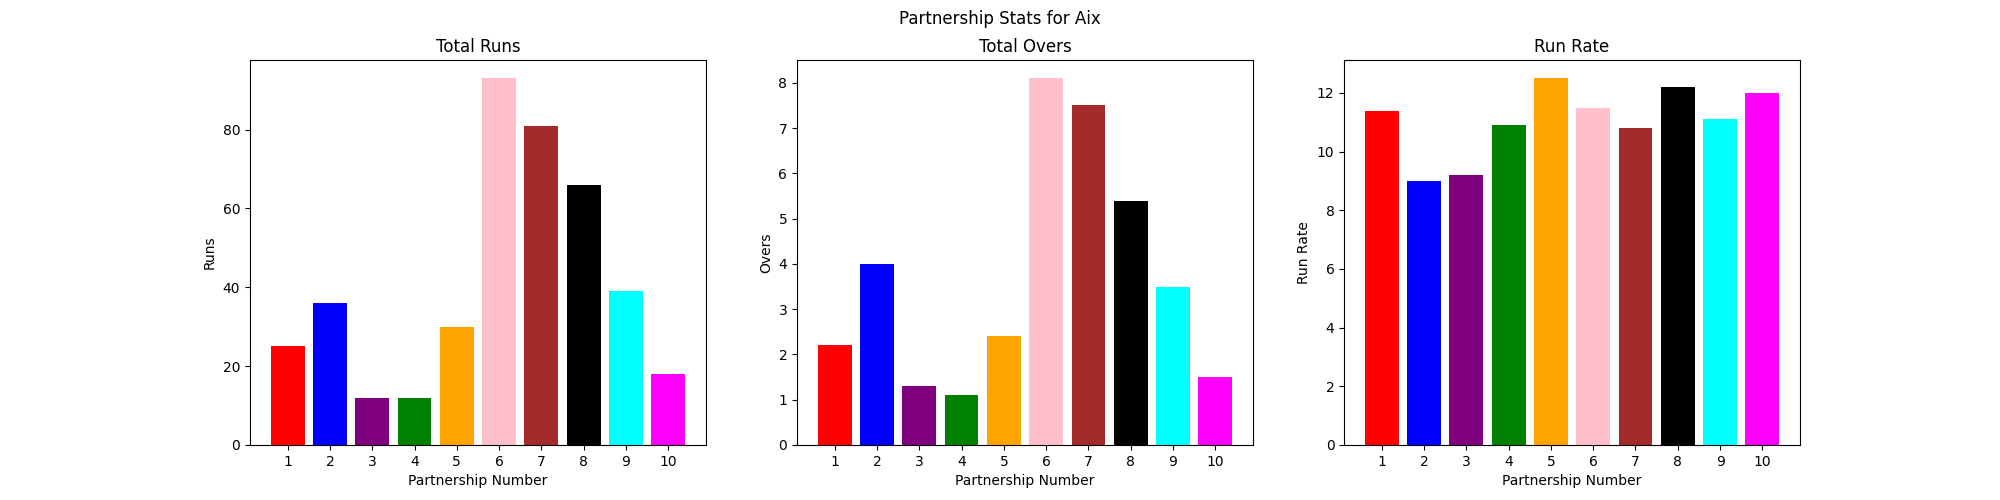 Partnership Stats for Aix
Total Runs
Runs
80
60
40
20
0
1 2 3 4 5 6 7 8 9 10
Partnership Number
Total Overs
Overs
8
7
6
5
4
3
2
1
0
1 2 3 4 5 6 7 8 9 10
Partnership Number
Run Rate
Run Rate
12
10
8
6
4
2
0
1 2 3 4 5 6 7 8 9 10
Partnership Number